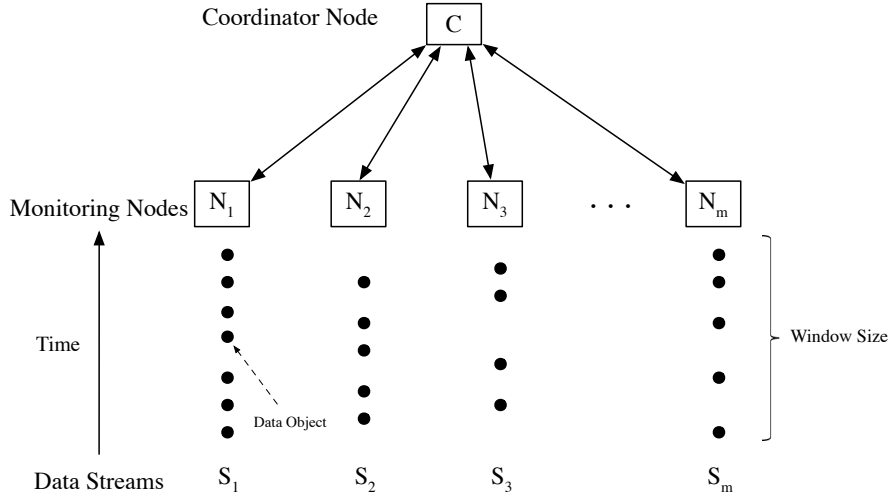 Coordinator Node
C
Monitoring Nodes
N1
N2
N3
. . .
Nm
Time
Window Size
Data Object
Data Streams
S1
S2
S3
Sm